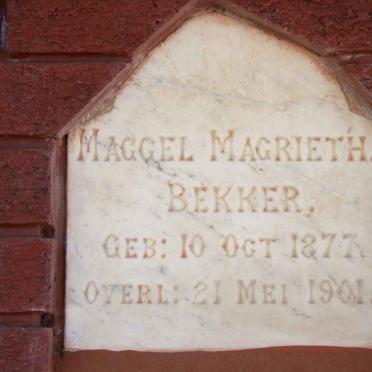 MAGGEL MAGRIETHA
BEKKER,
GEB: 10 OCT 1877
OVERL: 21 MEI 1901.